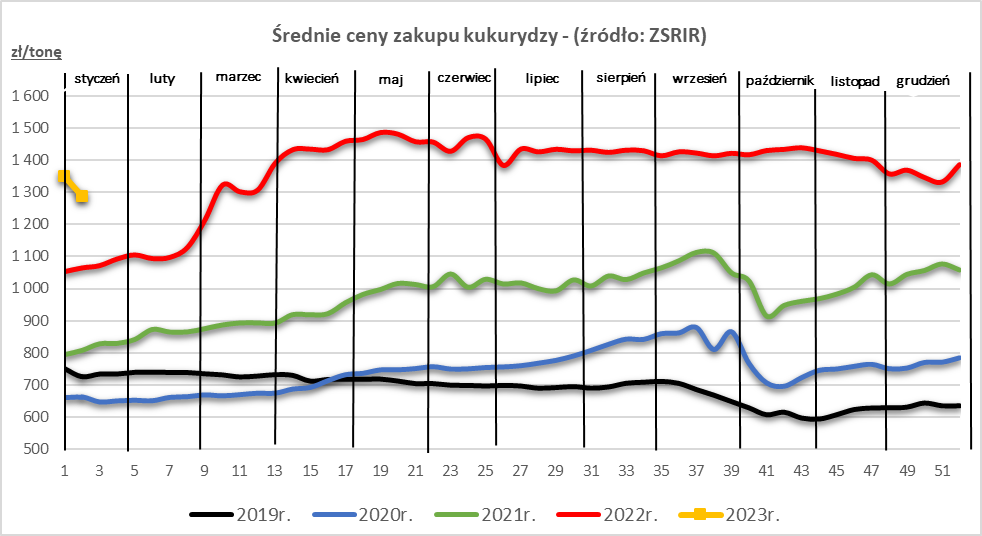 Średnie ceny zakupu kukurydzy - (źródło: ZSRIR)
zł/tonę
styczeń luty marzec kwiecień maj czerwiec lipiec sierpień wrzesień październik listopad grudzień
1 600
1 500
1 400
1 300
1 200
1 100
1 000
900
800
700
600
500
1 3 5 7 9 11 13 15 17 19 21 23 25 27 29 31 33 35 37 39 41 43 45 47 49 51
2019r. 2020r. 2021r. 2022r. 2023r.